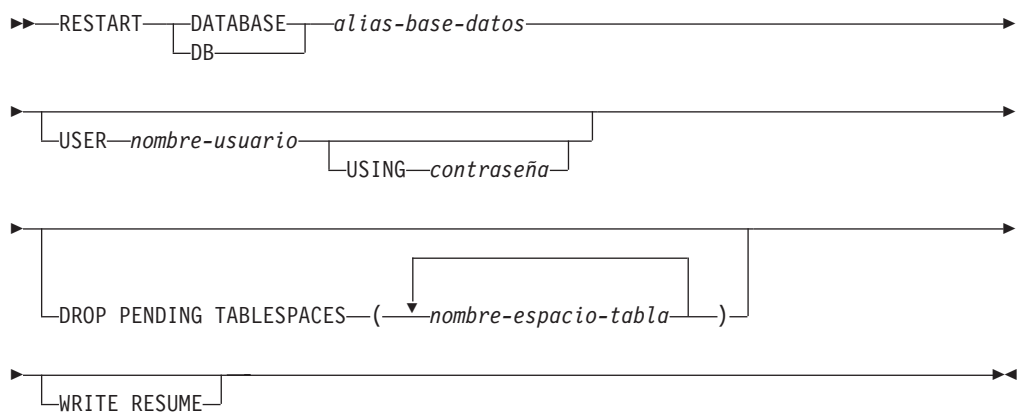 RESTART DATABASE alias-base-datos
DB
USER nombre-usuario
USING contraseña
DROP PENDING TABLESPACES ( nombre-espacio-tabla )
WRITE RESUME